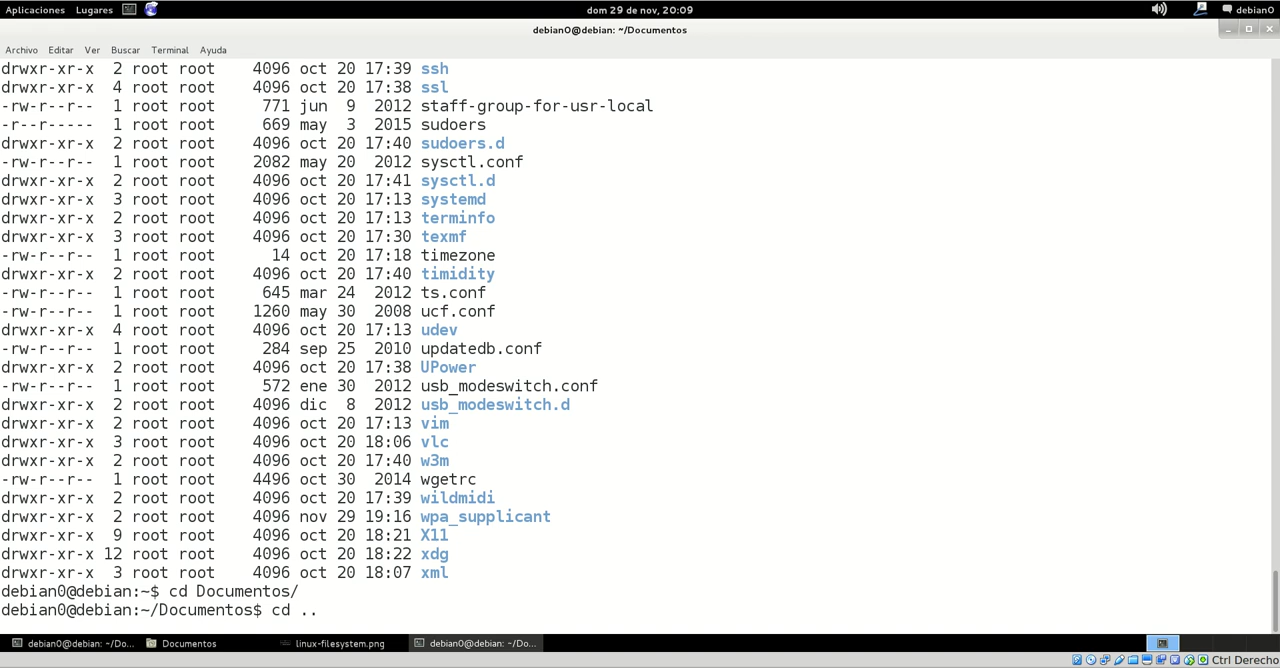 Aplicaciones Lugares dom 29 de nov, 20:09 debian0
debian0@debian: ~/Documentos
Archivo Editar Ver Buscar Terminal Ayuda
drwxr-xr-x 2 root root 4096 oct 20 17:39 ssh
drwxr-xr-x 4 root root 4096 oct 20 17:38 ssl
-rw-r--r-- 1 root root 771 jun 9 2012 staff-group-for-usr-local
-r--r----- 1 root root 669 may 3 2015 sudoers
drwxr-xr-x 2 root root 4096 oct 20 17:40 sudoers.d
-rw-r--r-- 1 root root 2082 may 20 2012 sysctl.conf
drwxr-xr-x 2 root root 4096 oct 20 17:41 sysctl.d
drwxr-xr-x 3 root root 4096 oct 20 17:13 systemd
drwxr-xr-x 2 root root 4096 oct 20 17:13 terminfo
drwxr-xr-x 3 root root 4096 oct 20 17:30 texmf
-rw-r--r-- 1 root root 14 oct 20 17:18 timezone
drwxr-xr-x 2 root root 4096 oct 20 17:40 timidity
-rw-r--r-- 1 root root 645 mar 24 2012 ts.conf
-rw-r--r-- 1 root root 1260 may 30 2008 ucf.conf
drwxr-xr-x 4 root root 4096 oct 20 17:13 udev
-rw-r--r-- 1 root root 284 sep 25 2010 updatedb.conf
drwxr-xr-x 2 root root 4096 oct 20 17:38 UPower
-rw-r--r-- 1 root root 572 ene 30 2012 usb_modeswitch.conf
drwxr-xr-x 2 root root 4096 dic 8 2012 usb_modeswitch.d
drwxr-xr-x 2 root root 4096 oct 20 17:13 vim
drwxr-xr-x 3 root root 4096 oct 20 18:06 vlc
drwxr-xr-x 2 root root 4096 oct 20 17:40 w3m
-rw-r--r-- 1 root root 4496 oct 30 2014 wgetrc
drwxr-xr-x 2 root root 4096 oct 20 17:39 wildmidi
drwxr-xr-x 2 root root 4096 nov 29 19:16 wpa_supplicant
drwxr-xr-x 9 root root 4096 oct 20 18:21 X11
drwxr-xr-x 12 root root 4096 oct 20 18:22 xdg
drwxr-xr-x 3 root root 4096 oct 20 18:07 xml
debian0@debian:~$ cd Documentos/
debian0@debian:~/Documentos$ cd ..
debian0@debian: ~/Do... Documentos linux-filesystem.png debian0@debian: ~/Do...
Ctrl Derecho